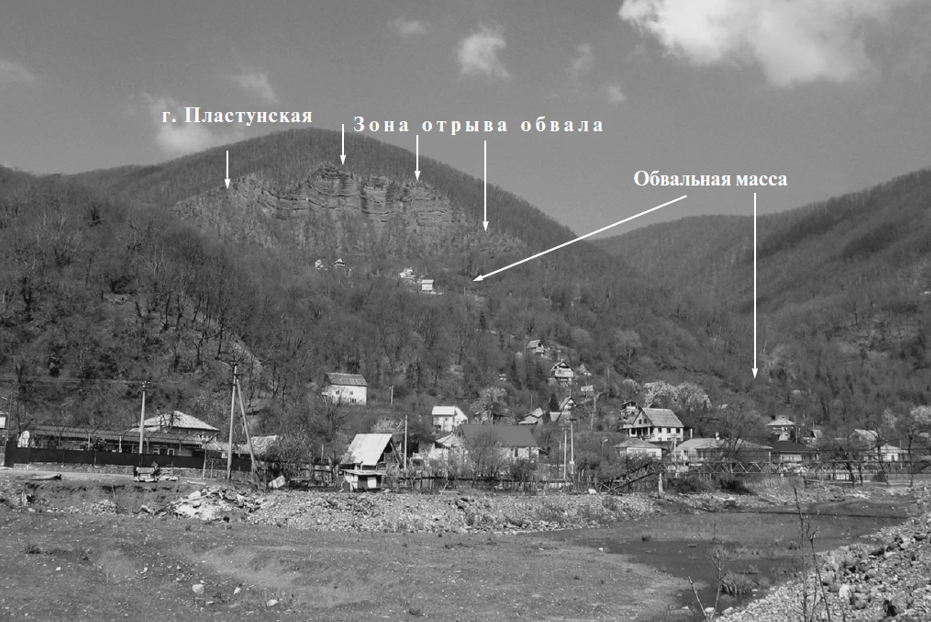 г. Пластунская
Зона отрыва обвала
Обвальная масса